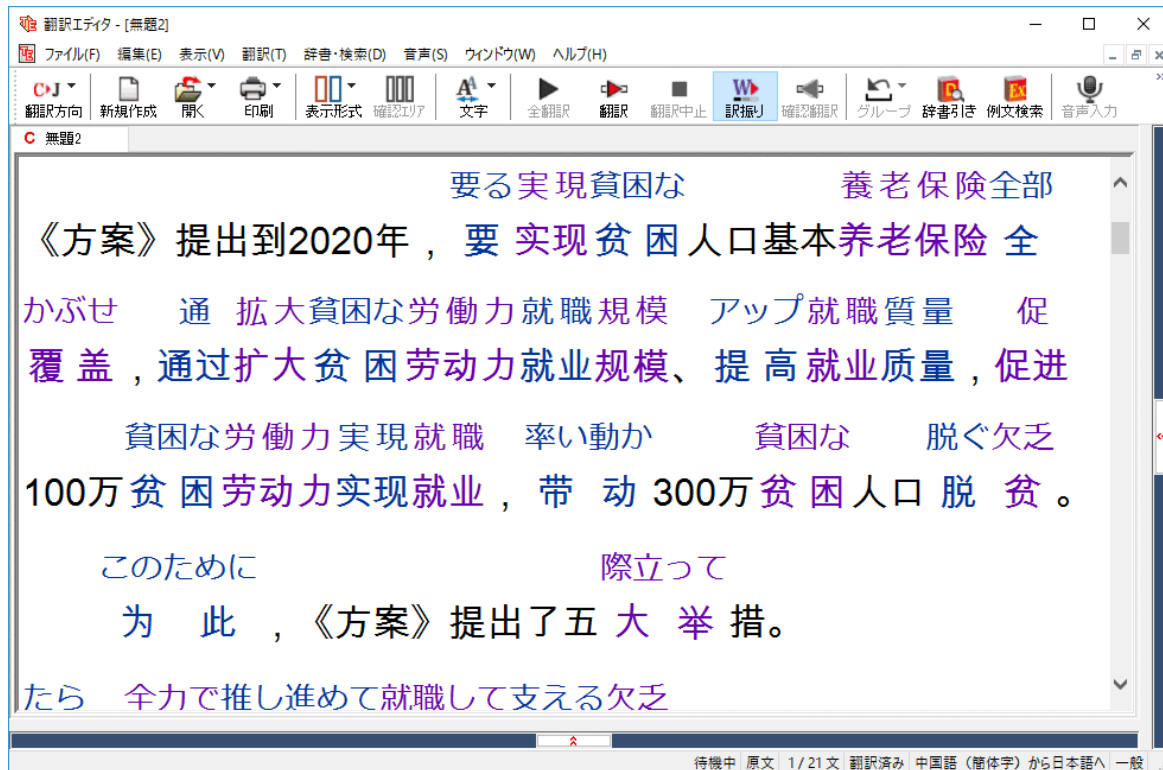 翻訳エディタ - [無題2]
ファイル(F) 編集(E) 表示(V) 翻訳(T) 辞書・検索(D) 音声(S) ウィンドウ(W) ヘルプ(H)
C▸J
翻訳方向 新規作成 開く 印刷 表示形式 確認エリア 文字 全翻訳 翻訳 翻訳中止 訳振り 確認翻訳 グループ 辞書引き 例文検索 音声入力
C 無題2
要る実現貧困な 養老保険全部
《方案》提出到2020年，要实现贫困人口基本养老保险全
かぶせ 通 拡大貧困な労働力就職規模 アップ就職質量 促
覆盖，通过扩大贫困劳动力就业规模、提高就业质量，促进
貧困な労働力実現就職 率い動か 貧困な 脱ぐ欠乏
100万贫困劳动力实现就业，带动300万贫困人口脱贫。
このために 際立って
为此，《方案》提出了五大举措。
たら 全力で推し進めて就職して支える欠乏
待機中 原文 1/21文 翻訳済み 中国語（簡体字）から日本語へ 一般